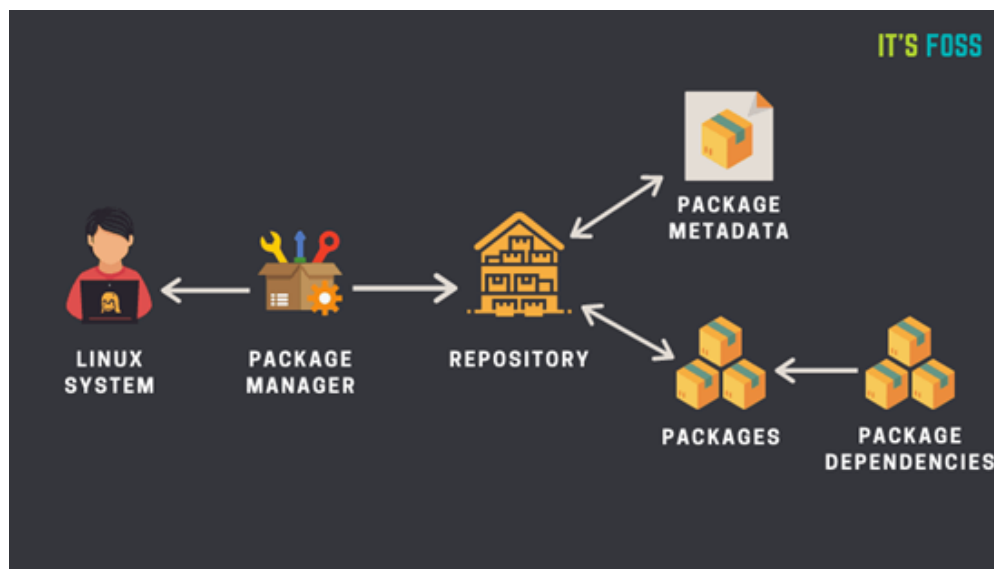 IT'S FOSS
PACKAGE
METADATA
LINUX
SYSTEM
PACKAGE
MANAGER
REPOSITORY
PACKAGES
PACKAGE
DEPENDENCIES